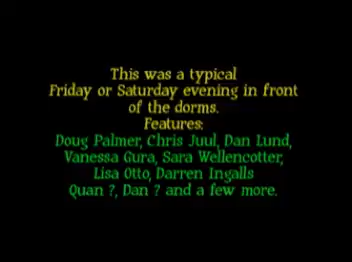 This was a typical
Friday or Saturday evening in front
of the dorms.
Features:
Doug Palmer, Chris Juul, Dan Lund,
Vanessa Gura, Sara Wellencotter,
Lisa Otto, Darren Ingalls
Quan ?, Dan ? and a few more.